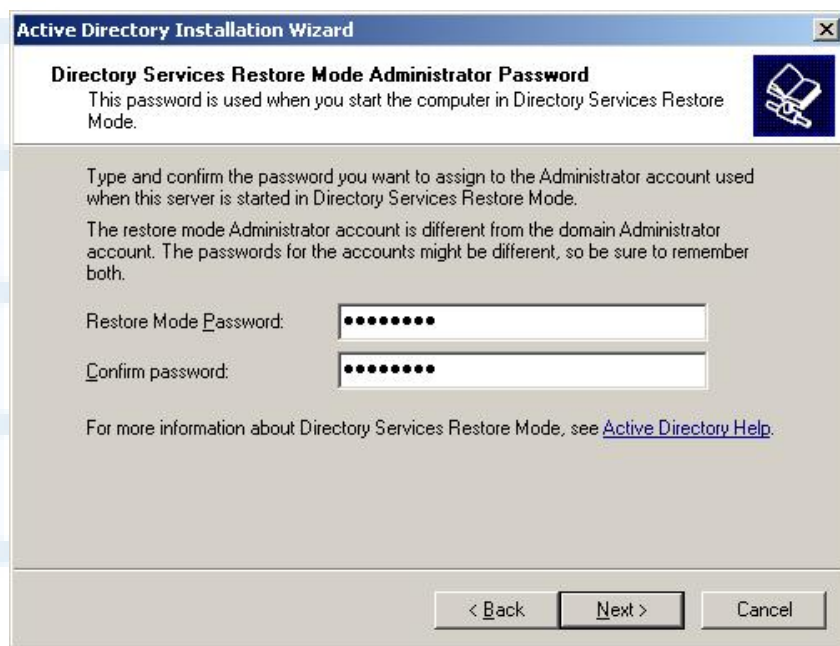 Active Directory Installation Wizard
Directory Services Restore Mode Administrator Password
This password is used when you start the computer in Directory Services Restore
Mode.
Type and confirm the password you want to assign to the Administrator account used
when this server is started in Directory Services Restore Mode.
The restore mode Administrator account is different from the domain Administrator
account. The passwords for the accounts might be different, so be sure to remember
both.
Restore Mode Password: ●●●●●●●●
Confirm password: ●●●●●●●●
For more information about Directory Services Restore Mode, see Active Directory Help.
< Back Next > Cancel